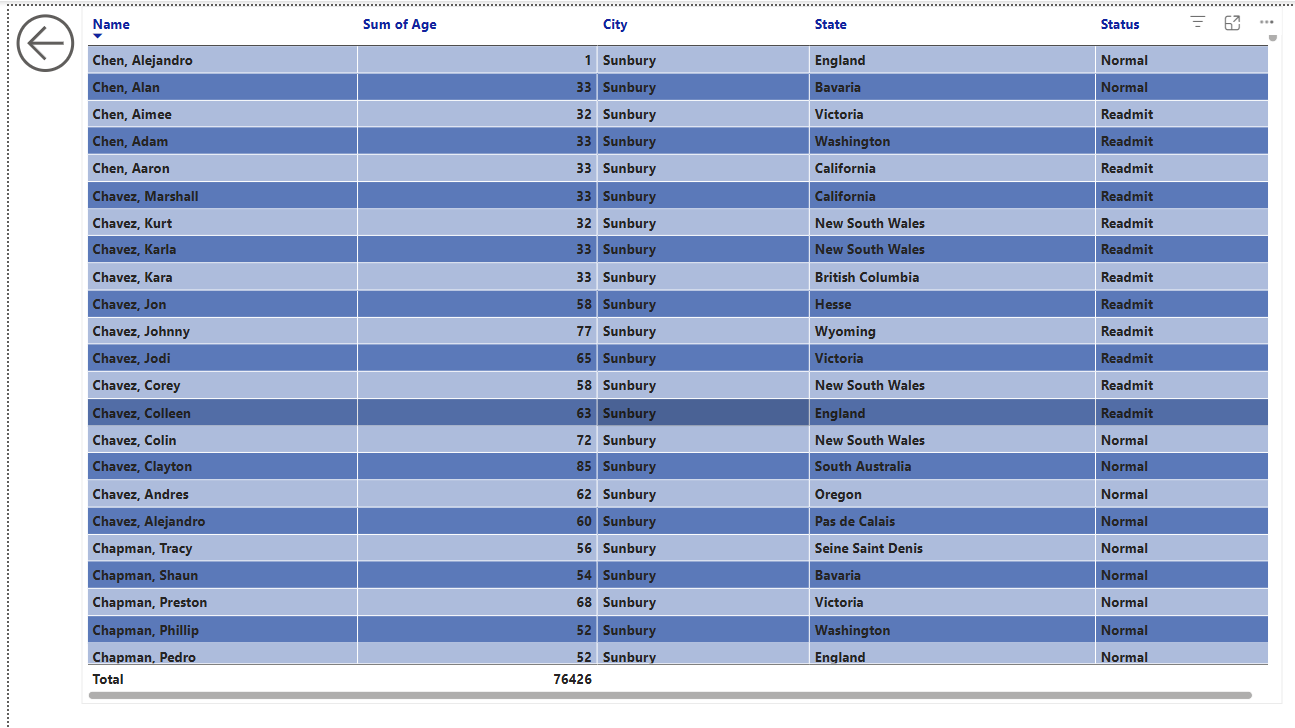 Name Sum of Age City State Status
Chen, Alejandro 1 Sunbury England Normal
Chen, Alan 33 Sunbury Bavaria Normal
Chen, Aimee 32 Sunbury Victoria Readmit
Chen, Adam 33 Sunbury Washington Readmit
Chen, Aaron 33 Sunbury California Readmit
Chavez, Marshall 33 Sunbury California Readmit
Chavez, Kurt 32 Sunbury New South Wales Readmit
Chavez, Karla 33 Sunbury New South Wales Readmit
Chavez, Kara 33 Sunbury British Columbia Readmit
Chavez, Jon 58 Sunbury Hesse Readmit
Chavez, Johnny 77 Sunbury Wyoming Readmit
Chavez, Jodi 65 Sunbury Victoria Readmit
Chavez, Corey 58 Sunbury New South Wales Readmit
Chavez, Colleen 63 Sunbury England Readmit
Chavez, Colin 72 Sunbury New South Wales Normal
Chavez, Clayton 85 Sunbury South Australia Normal
Chavez, Andres 62 Sunbury Oregon Normal
Chavez, Alejandro 60 Sunbury Pas de Calais Normal
Chapman, Tracy 56 Sunbury Seine Saint Denis Normal
Chapman, Shaun 54 Sunbury Bavaria Normal
Chapman, Preston 68 Sunbury Victoria Normal
Chapman, Phillip 52 Sunbury Washington Normal
Chapman, Pedro 52 Sunbury England Normal
Total 76426